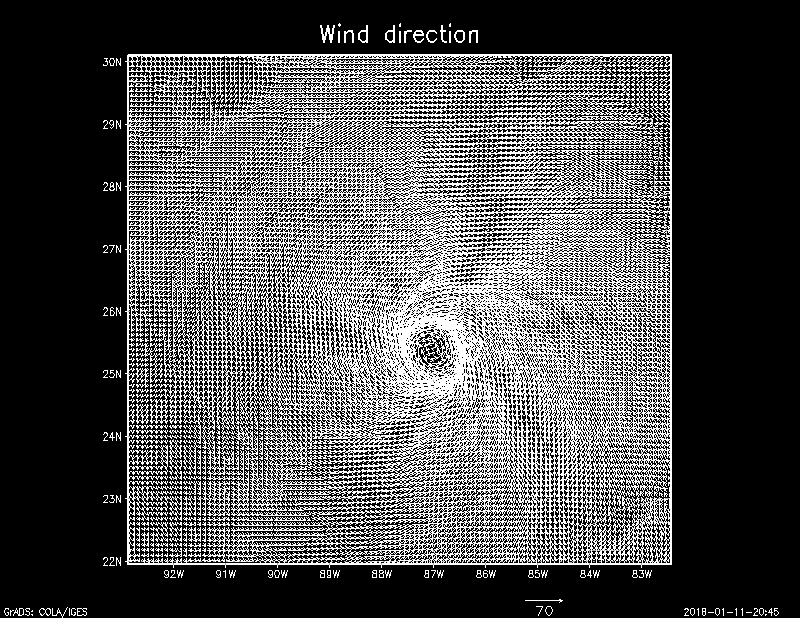 Wind direction
30N
29N
28N
27N
26N
25N
24N
23N
22N
92W 91W 90W 89W 88W 87W 86W 85W 84W 83W
70
GrADS: COLA/IGES
2018-01-11-20:45